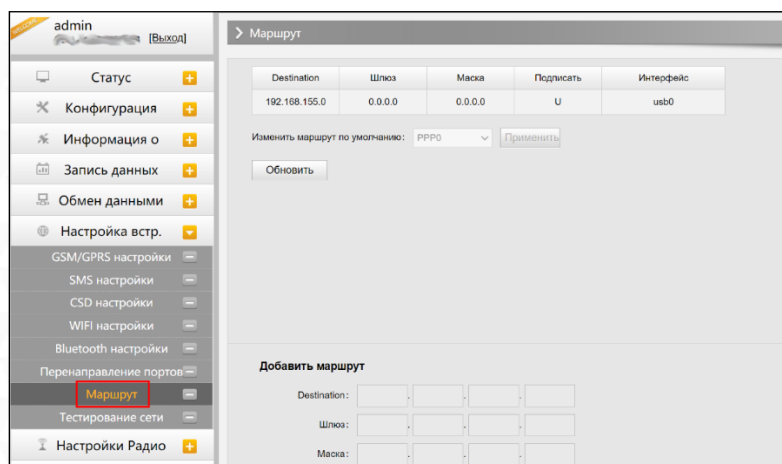 WELCOME
admin
[Выход]
Маршрут
Статус
Конфигурация
Информация о
Запись данных
Обмен данными
Настройка встр.
GSM/GPRS настройки
SMS настройки
CSD настройки
WIFI настройки
Bluetooth настройки
Перенаправление портов
Маршрут
Тестирование сети
Настройки Радио
Destination Шлюз Маска Подписать Интерфейс
192.168.155.0 0.0.0.0 0.0.0.0 U usb0
Изменить маршрут по умолчанию: PPP0 Применить
Обновить
Добавить маршрут
Destination: . . .
Шлюз: . . .
Маска: . . .